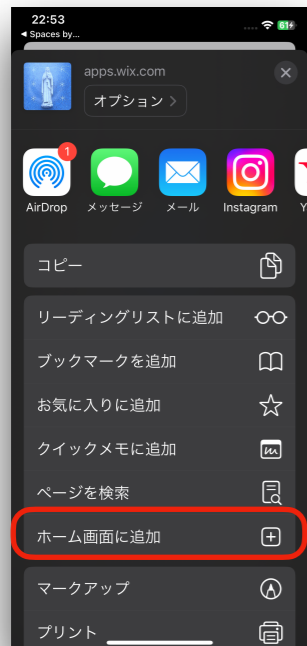 22:53
61
◀ Spaces by...
apps.wix.com
オプション >
1
AirDrop メッセージ メール Instagram Y
コピー
リーディングリストに追加
ブックマークを追加
お気に入りに追加
クイックメモに追加
ページを検索
ホーム画面に追加
マークアップ
プリント